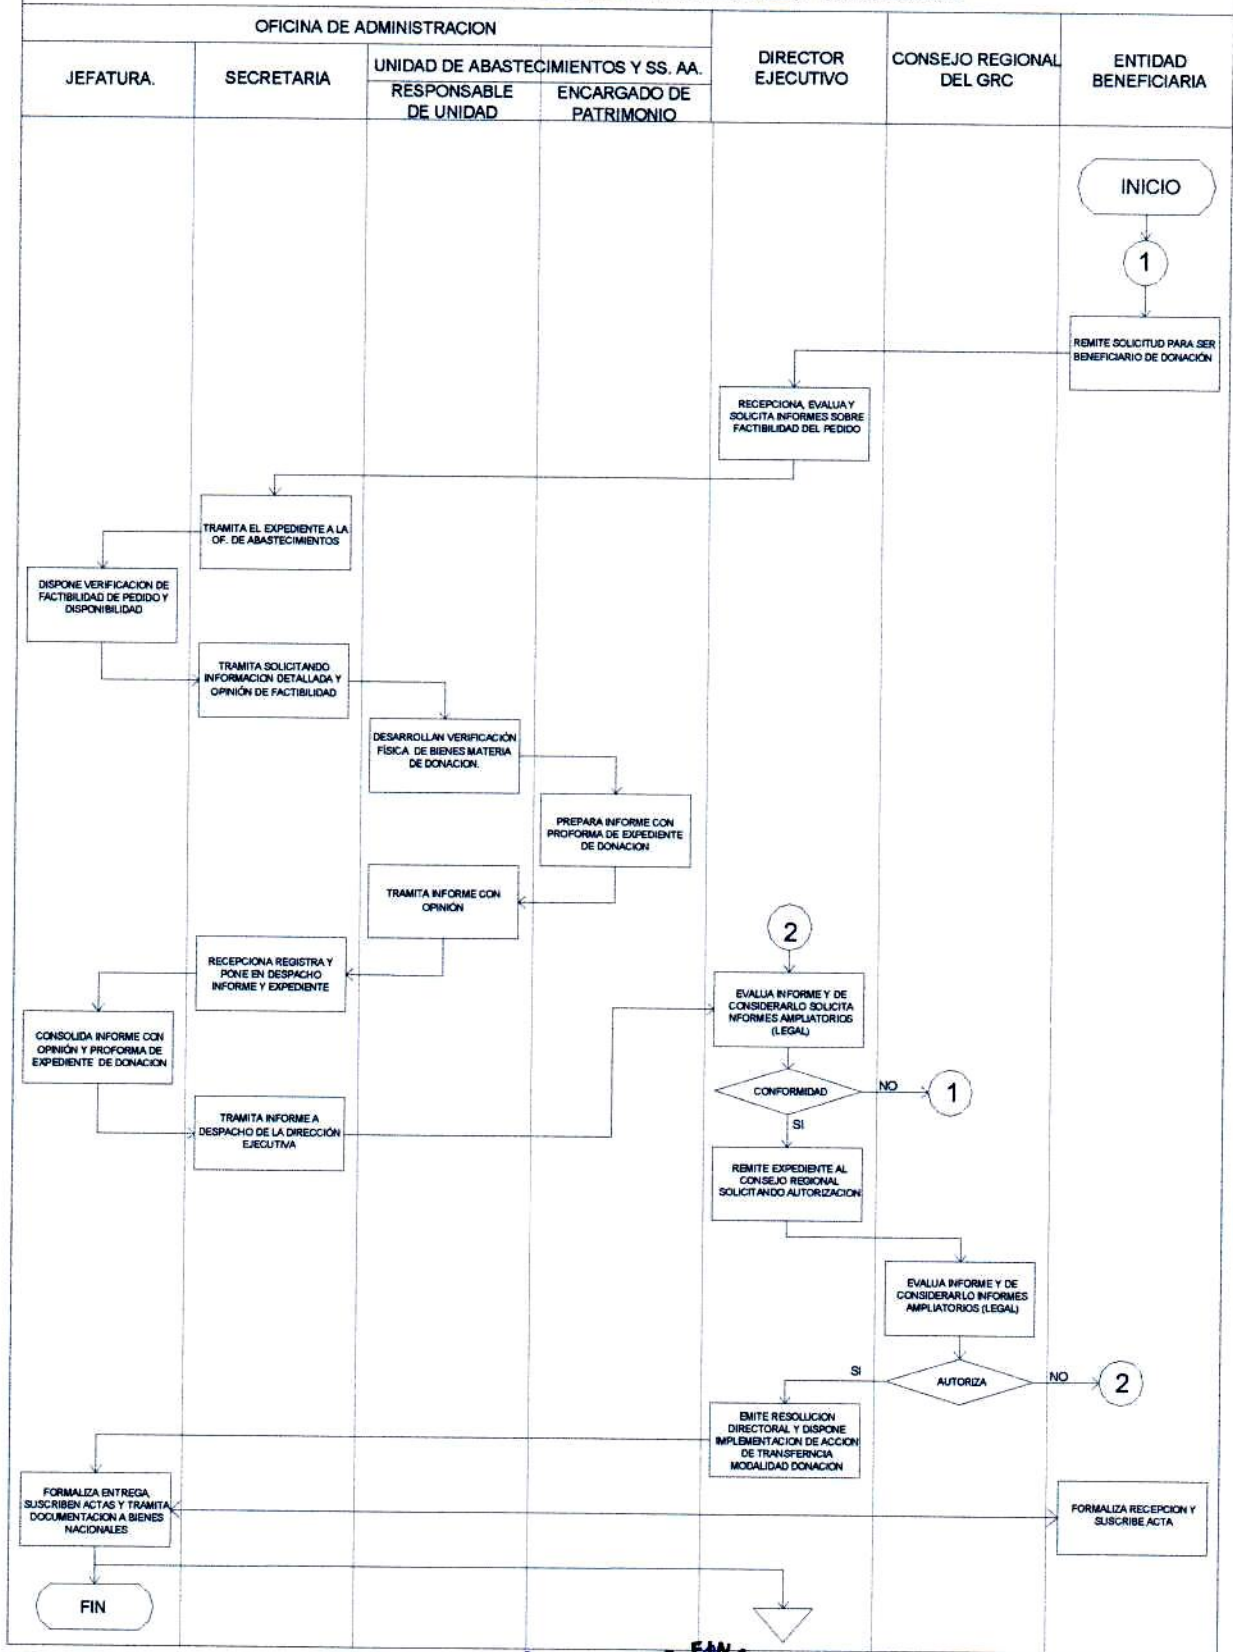 OFICINA DE ADMINISTRACION
JEFATURA.
SECRETARIA
UNIDAD DE ABASTECIMIENTOS Y SS. AA.
RESPONSABLE
DE UNIDAD
ENCARGADO DE
PATRIMONIO
DIRECTOR
EJECUTIVO
CONSEJO REGIONAL
DEL GRC
ENTIDAD
BENEFICIARIA
INICIO
1
REMITE SOLICITUD PARA SER
BENEFICIARIO DE DONACIÓN
RECEPCIONA, EVALUA Y
SOLICITA INFORMES SOBRE
FACTIBILIDAD DEL PEDIDO
TRAMITA EL EXPEDIENTE A LA
OF. DE ABASTECIMIENTOS
DISPONE VERIFICACION DE
FACTIBILIDAD DE PEDIDO Y
DISPONIBILIDAD
TRAMITA SOLICITANDO
INFORMACION DETALLADA Y
OPINIÓN DE FACTIBILIDAD
DESARROLLAN VERIFICACIÓN
FÍSICA DE BIENES MATERIA
DE DONACION.
PREPARA INFORME CON
PROFORMA DE EXPEDIENTE
DE DONACION
TRAMITA INFORME CON
OPINIÓN
RECEPCIONA REGISTRA Y
PONE EN DESPACHO
INFORME Y EXPEDIENTE
CONSOLIDA INFORME CON
OPINIÓN Y PROFORMA DE
EXPEDIENTE DE DONACION
TRAMITA INFORME A
DESPACHO DE LA DIRECCIÓN
EJECUTIVA
2
EVALUA INFORME Y DE
CONSIDERARLO SOLICITA
NFORMES AMPLIATORIOS
(LEGAL)
CONFORMIDAD
NO
1
SI
REMITE EXPEDIENTE AL
CONSEJO REGIONAL
SOLICITANDO AUTORIZACION
EVALUA INFORME Y DE
CONSIDERARLO INFORMES
AMPLIATORIOS (LEGAL)
SI
AUTORIZA
NO
2
EMITE RESOLUCION
DIRECTORAL Y DISPONE
IMPLEMENTACION DE ACCION
DE TRANSFERNCIA
MODALIDAD DONACION
FORMALIZA ENTREGA,
SUSCRIBEN ACTAS Y TRAMITA
DOCUMENTACION A BIENES
NACIONALES
FORMALIZA RECEPCION Y
SUSCRIBE ACTA
FIN